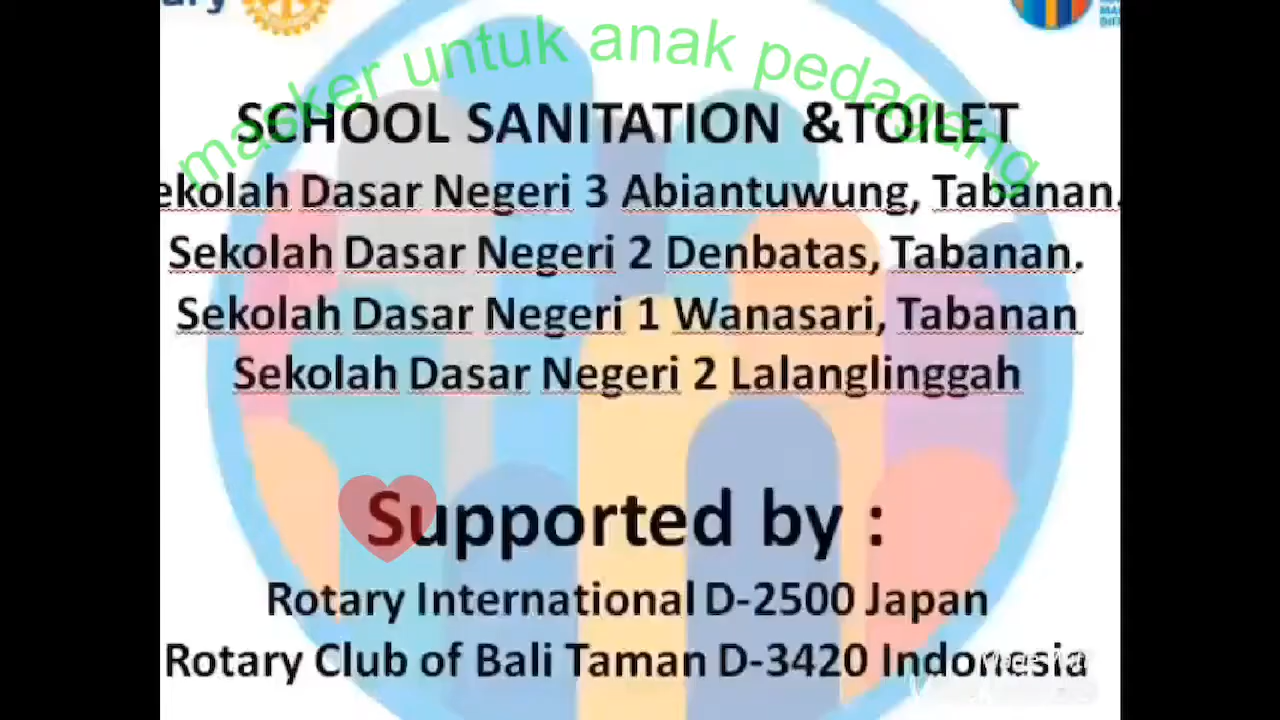 masker untuk anak pedagang
SCHOOL SANITATION &TOILET
ekolah Dasar Negeri 3 Abiantuwung, Tabanan.
Sekolah Dasar Negeri 2 Denbatas, Tabanan.
Sekolah Dasar Negeri 1 Wanasari, Tabanan
Sekolah Dasar Negeri 2 Lalanglinggah
Supported by :
Rotary International D-2500 Japan
Rotary Club of Bali Taman D-3420 Indonesia